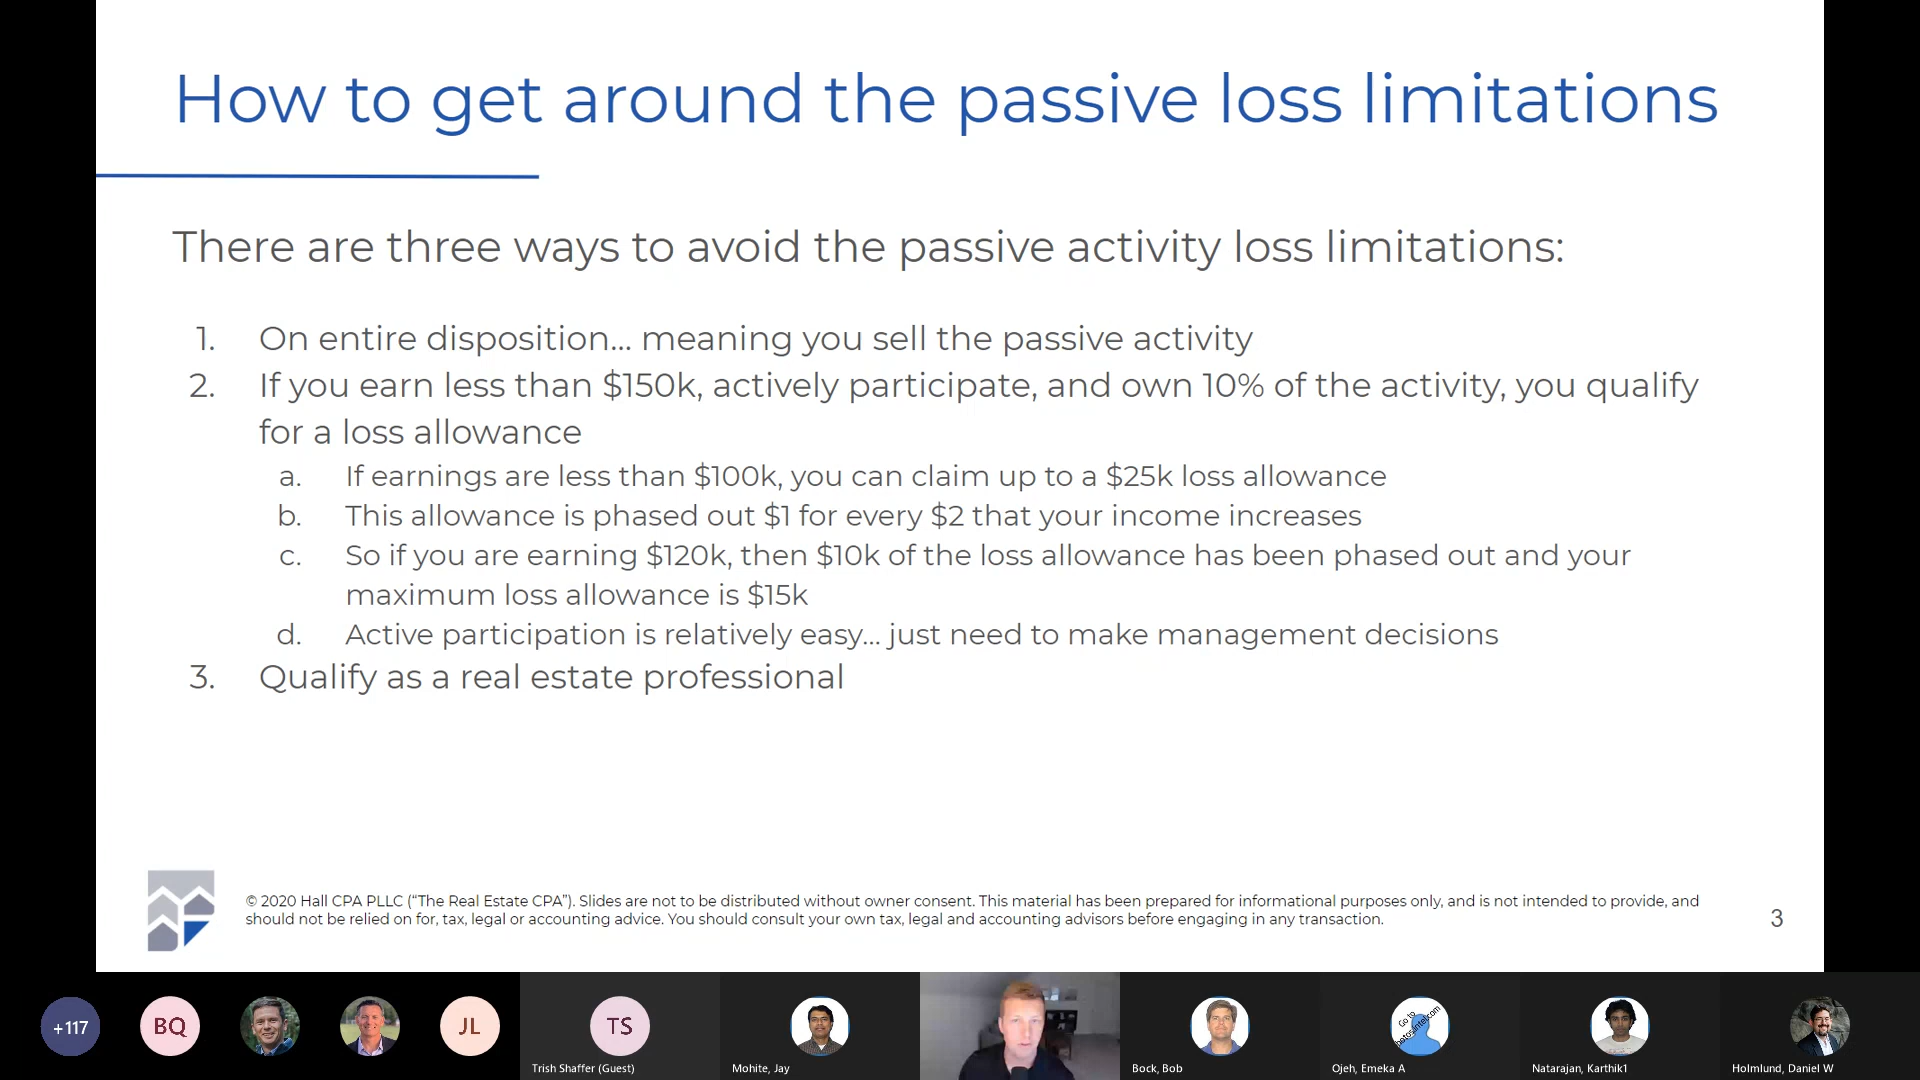 How to get around the passive loss limitations
There are three ways to avoid the passive activity loss limitations:
1. On entire disposition... meaning you sell the passive activity
2. If you earn less than $150k, actively participate, and own 10% of the activity, you qualify
for a loss allowance
a. If earnings are less than $100k, you can claim up to a $25k loss allowance
b. This allowance is phased out $1 for every $2 that your income increases
c. So if you are earning $120k, then $10k of the loss allowance has been phased out and your
maximum loss allowance is $15k
d. Active participation is relatively easy... just need to make management decisions
3. Qualify as a real estate professional
© 2020 Hall CPA PLLC (“The Real Estate CPA”). Slides are not to be distributed without owner consent. This material has been prepared for informational purposes only, and is not intended to provide, and
should not be relied on for, tax, legal or accounting advice. You should consult your own tax, legal and accounting advisors before engaging in any transaction.
3
+117
BQ
JL
TS
Go to
Trish Shaffer (Guest)
Mohite, Jay
Bock, Bob
Ojeh, Emeka A
Natarajan, Karthik1
Holmlund, Daniel W